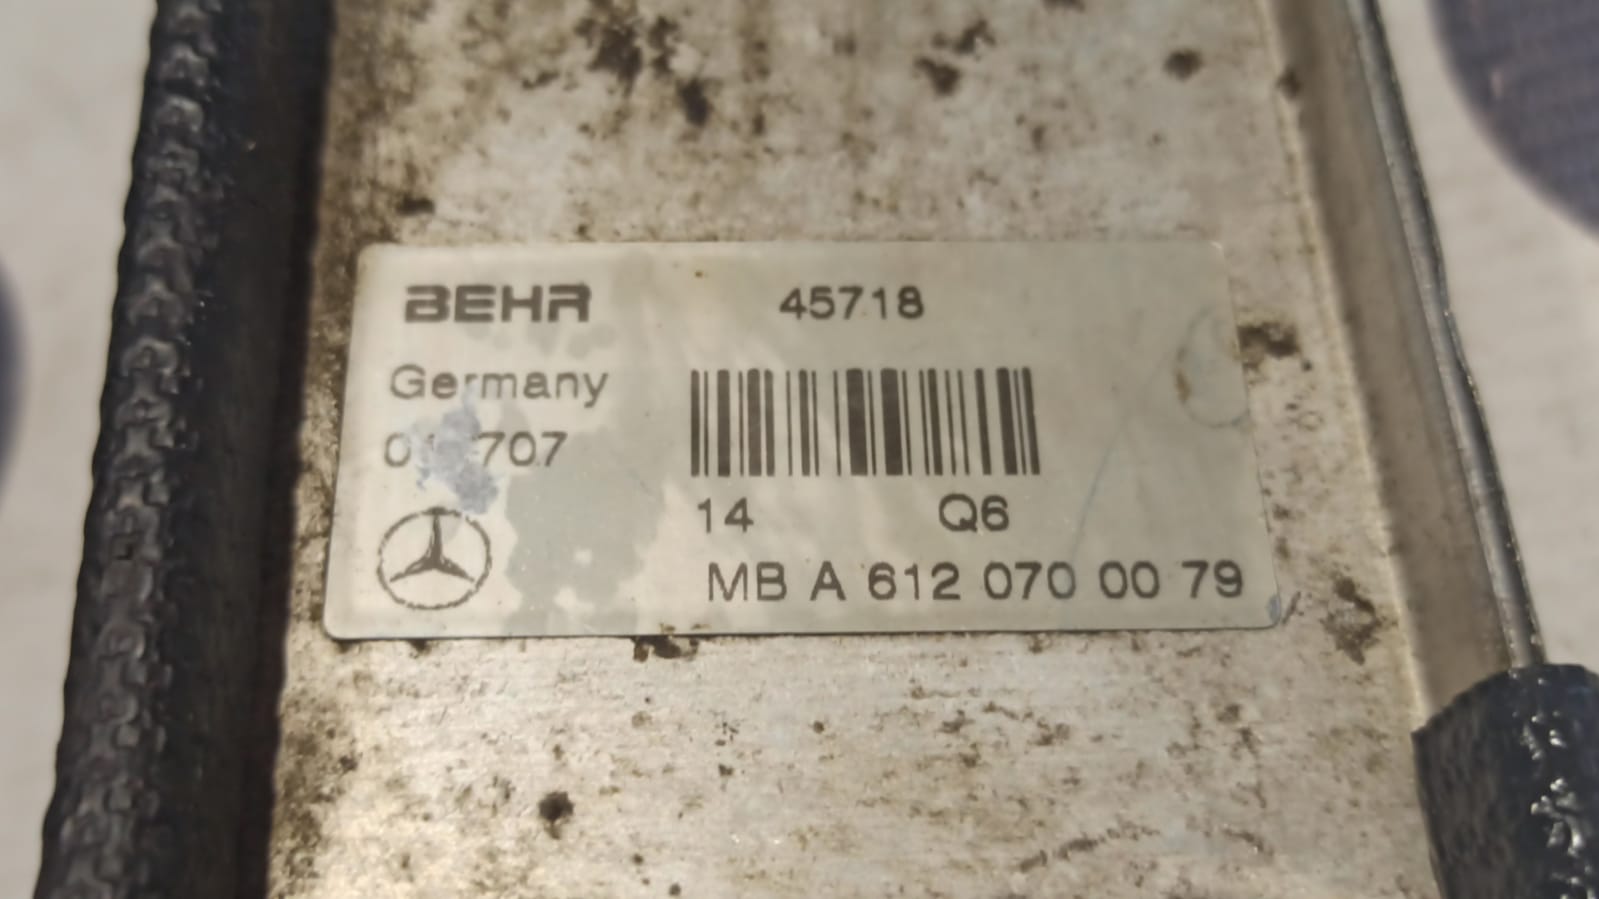 BEHR 45718
Germany
707
14 Q6
MB A 612 070 00 79